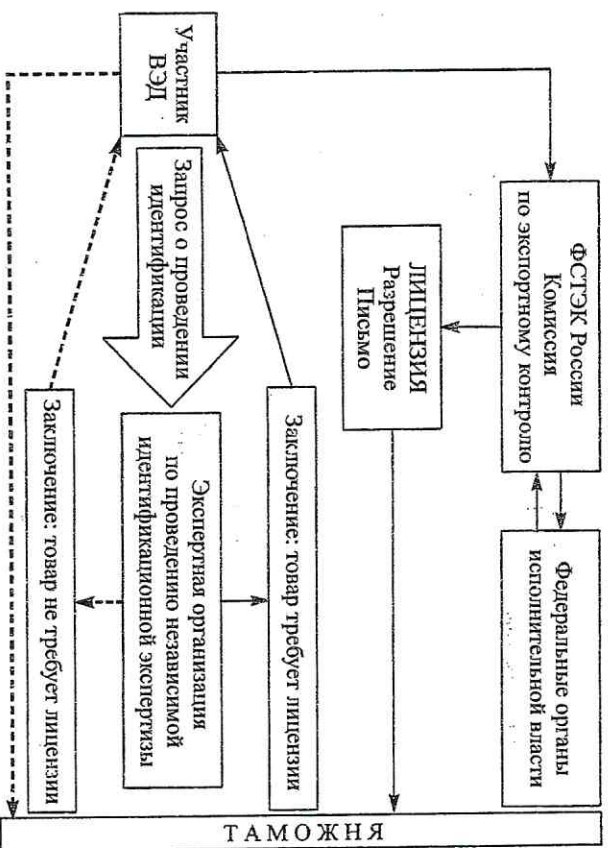 Участник
ВЭД
Запрос о проведении
идентификации
ФСТЭК России
Комиссия
по экспортному контролю
Федеральные органы
исполнительной власти
ЛИЦЕНЗИЯ
Разрешение
Письмо
Заключение: товар требует лицензии
Экспертная организация
по проведению независимой
идентификационной экспертизы
Заключение: товар не требует лицензии
ТАМОЖНЯ